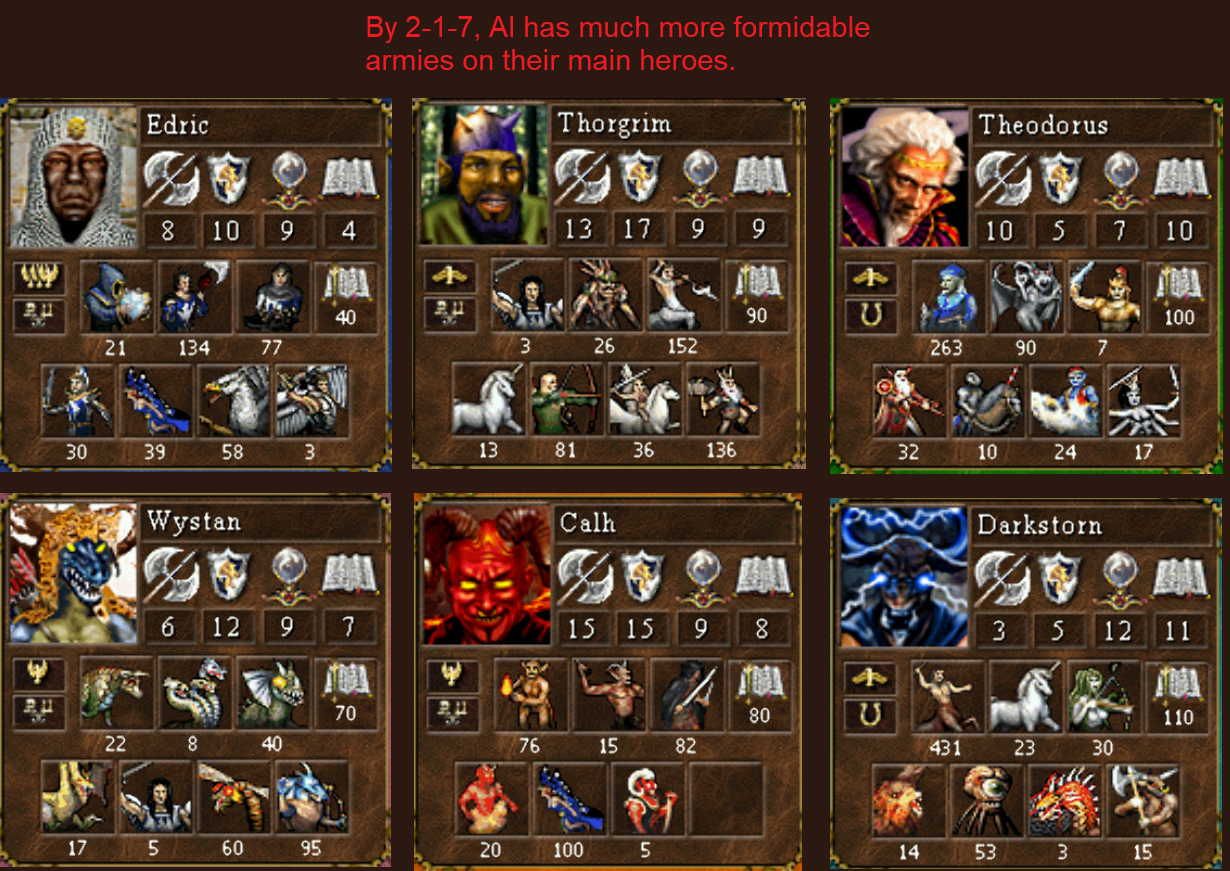 By 2-1-7, AI has much more formidable
armies on their main heroes.
Edric
8 10 9 4
40
21 134 77
30 39 58 3
Thorgrim
13 17 9 9
90
3 26 152
13 81 36 136
Theodorus
10 5 7 10
100
263 90 7
32 10 24 17
Wystan
6 12 9 7
70
22 8 40
17 5 60 95
Calh
15 15 9 8
80
76 15 82
20 100 5
Darkstorn
3 5 12 11
110
431 23 30
14 53 3 15